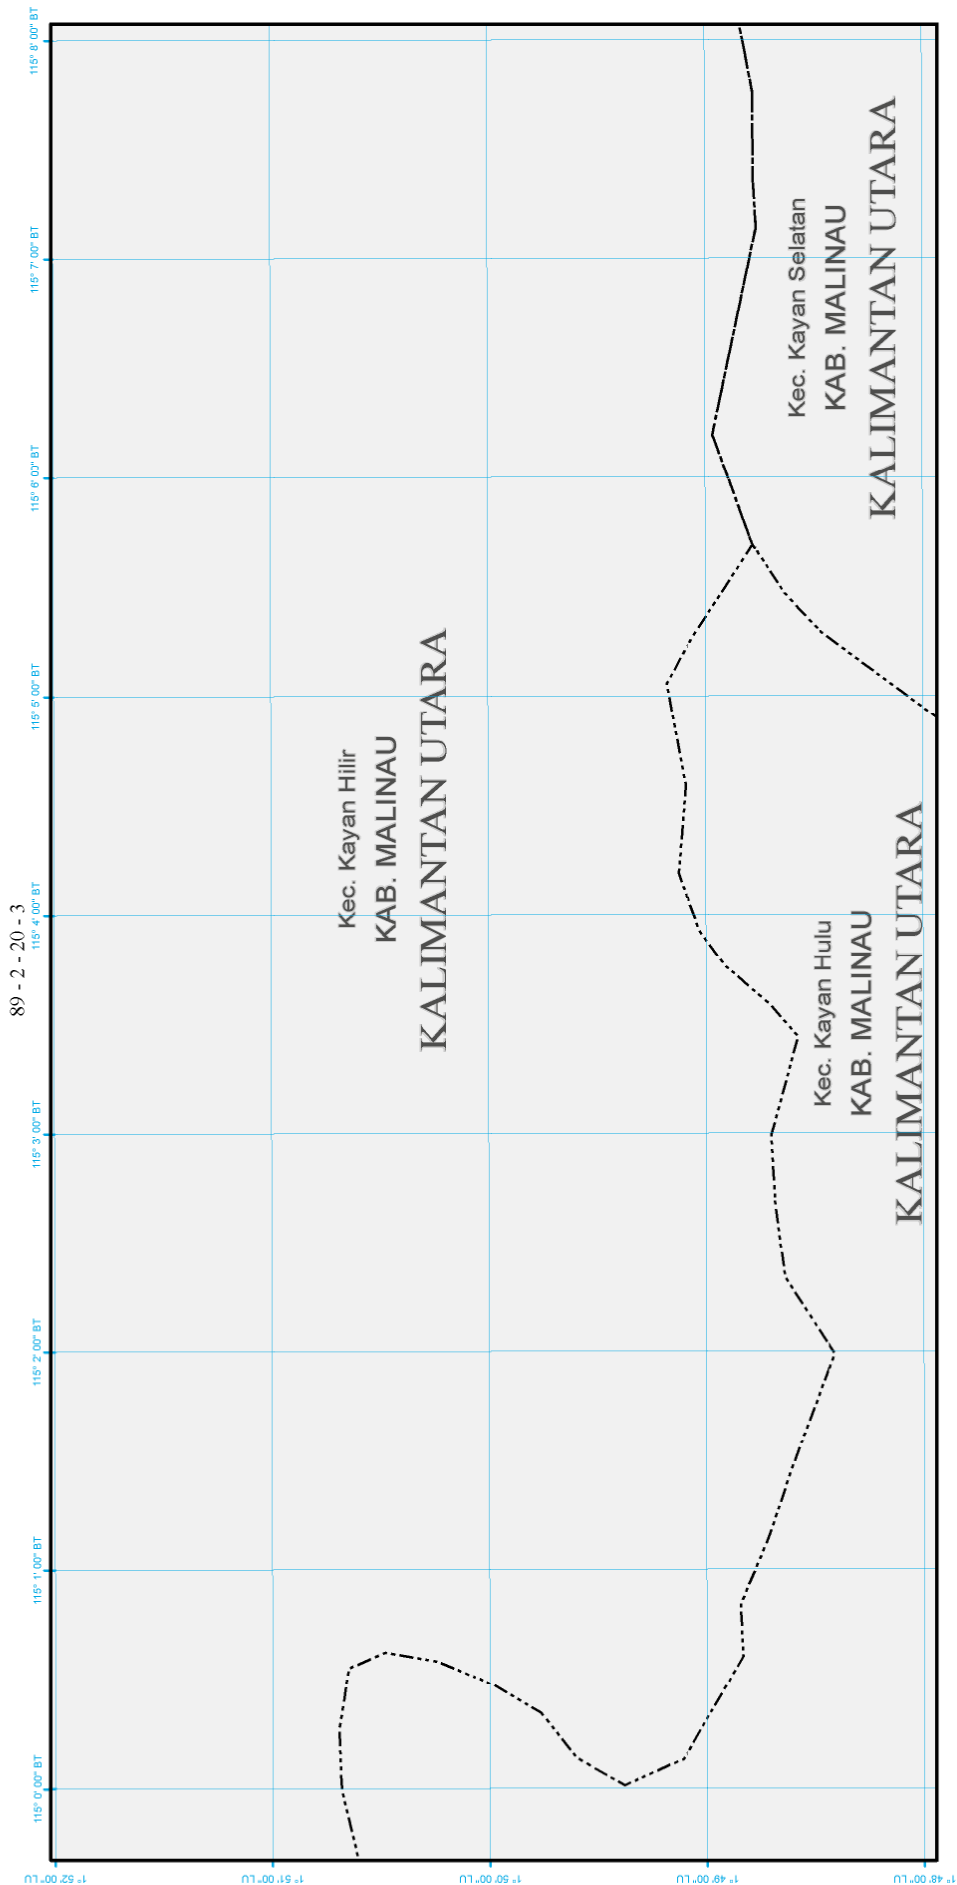 89 - 2 - 20 - 3
115° 0' 00" BT
115° 1' 00" BT
115° 2' 00" BT
115° 3' 00" BT
115° 4' 00" BT
115° 5' 00" BT
115° 6' 00" BT
115° 7' 00" BT
115° 8' 00" BT
1° 52' 00" LU
1° 51' 00" LU
1° 50' 00" LU
1° 49' 00" LU
1° 48' 00" LU
Kec. Kayan Hilir
KAB. MALINAU
KALIMANTAN UTARA
Kec. Kayan Selatan
KAB. MALINAU
KALIMANTAN UTARA
Kec. Kayan Hulu
KAB. MALINAU
KALIMANTAN UTARA